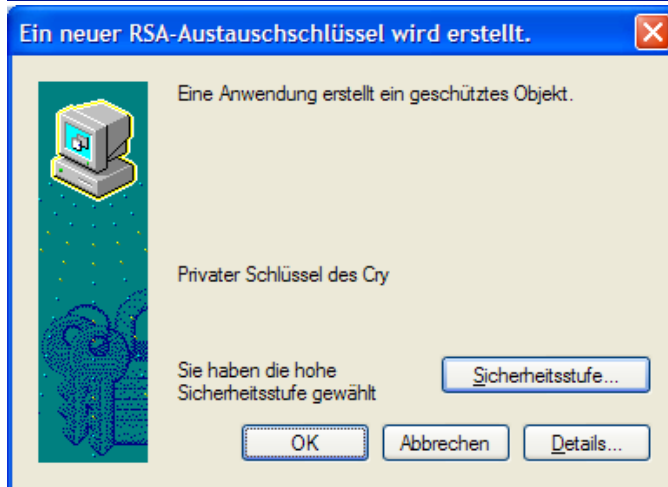 Ein neuer RSA-Austauschschlüssel wird erstellt.
Eine Anwendung erstellt ein geschütztes Objekt.
Privater Schlüssel des Cry
Sie haben die hohe
Sicherheitsstufe gewählt
Sicherheitsstufe...
OK
Abbrechen
Details...